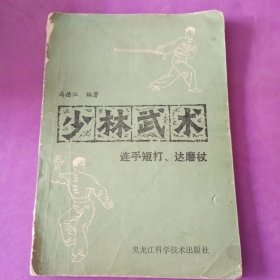 高德江 编著
少林武术
连手短打、达磨杖
黑龙江科学技术出版社